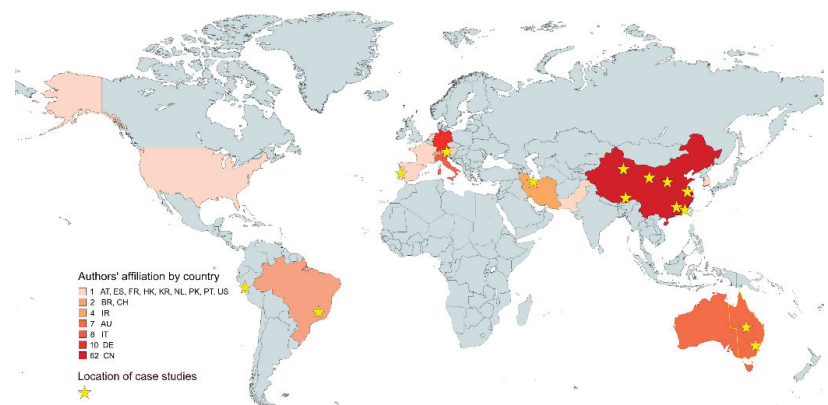 Authors' affiliation by country
1 AT, ES, FR, HK, KR, NL, PK, PT, US
2 BR, CH
4 IR
7 AU
8 IT
10 DE
62 CN
Location of case studies